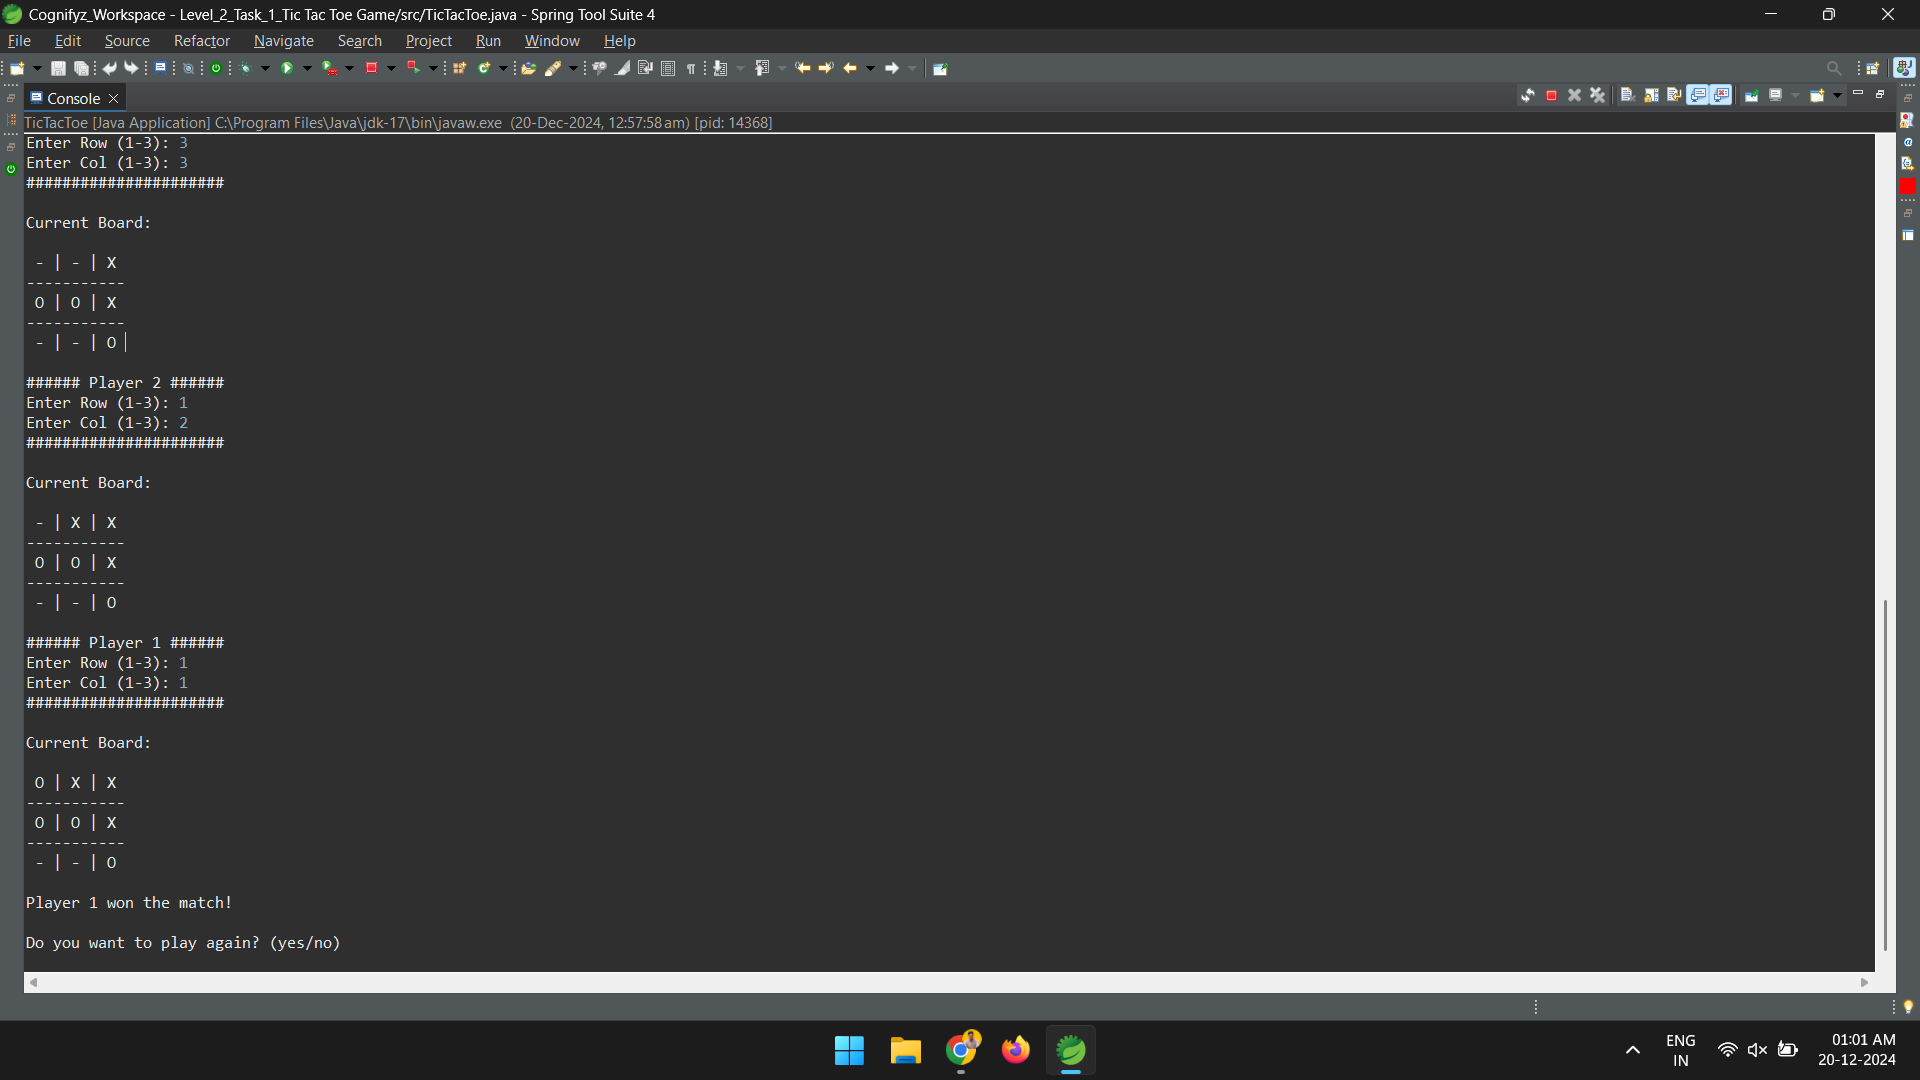 Cognifyz_Workspace - Level_2_Task_1_Tic Tac Toe Game/src/TicTacToe.java - Spring Tool Suite 4
File Edit Source Refactor Navigate Search Project Run Window Help
Console
TicTacToe [Java Application] C:\Program Files\Java\jdk-17\bin\javaw.exe (20-Dec-2024, 12:57:58 am) [pid: 14368]
Enter Row (1-3): 3
Enter Col (1-3): 3
######################
Current Board:
- | - | X
-----------
O | O | X
-----------
- | - | O
###### Player 2 ######
Enter Row (1-3): 1
Enter Col (1-3): 2
######################
Current Board:
- | X | X
-----------
O | O | X
-----------
- | - | O
###### Player 1 ######
Enter Row (1-3): 1
Enter Col (1-3): 1
######################
Current Board:
O | X | X
-----------
O | O | X
-----------
- | - | O
Player 1 won the match!
Do you want to play again? (yes/no)
ENG
IN
01:01 AM
20-12-2024